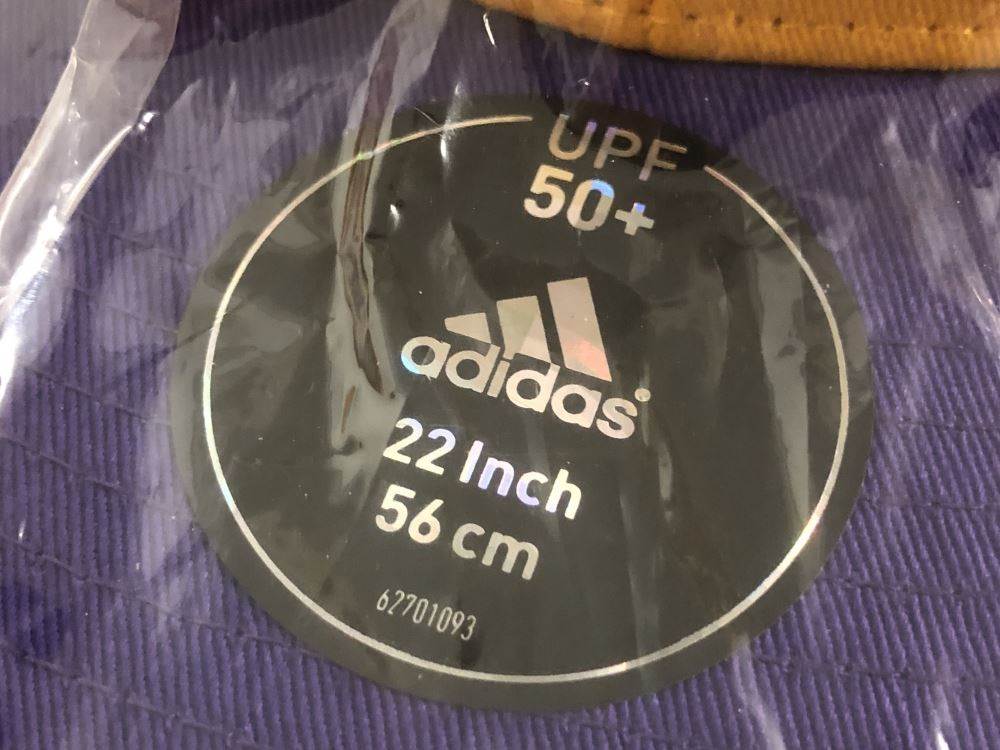 UPF
50+
adidas®
22 Inch
56 cm
62701093